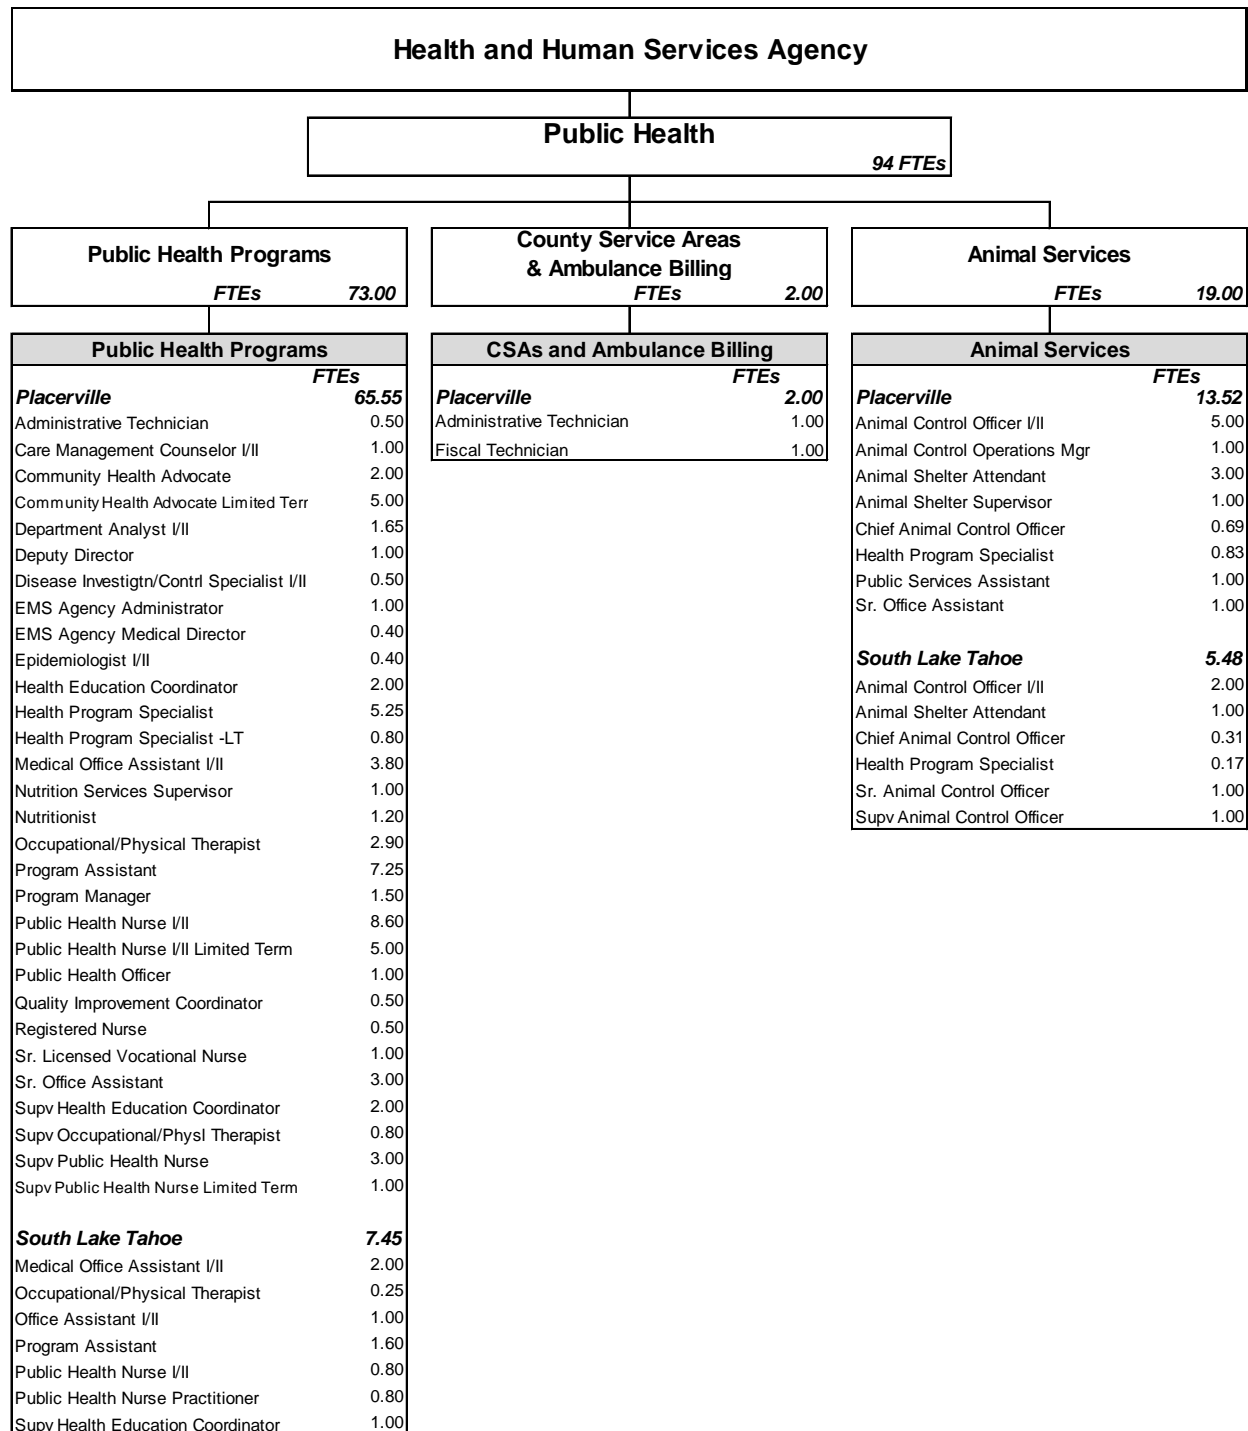 Health and Human Services Agency
Public Health
94 FTEs
Public Health Programs
FTEs 73.00
County Service Areas
& Ambulance Billing
FTEs 2.00
Animal Services
FTEs 19.00
Public Health Programs
FTEs
Placerville 65.55
Administrative Technician 0.50
Care Management Counselor I/II 1.00
Community Health Advocate 2.00
Community Health Advocate Limited Terr 5.00
Department Analyst I/II 1.65
Deputy Director 1.00
Disease Investigtn/Contrl Specialist I/II 0.50
EMS Agency Administrator 1.00
EMS Agency Medical Director 0.40
Epidemiologist I/II 0.40
Health Education Coordinator 2.00
Health Program Specialist 5.25
Health Program Specialist -LT 0.80
Medical Office Assistant I/II 3.80
Nutrition Services Supervisor 1.00
Nutritionist 1.20
Occupational/Physical Therapist 2.90
Program Assistant 7.25
Program Manager 1.50
Public Health Nurse I/II 8.60
Public Health Nurse I/II Limited Term 5.00
Public Health Officer 1.00
Quality Improvement Coordinator 0.50
Registered Nurse 0.50
Sr. Licensed Vocational Nurse 1.00
Sr. Office Assistant 3.00
Supv Health Education Coordinator 2.00
Supv Occupational/Physl Therapist 0.80
Supv Public Health Nurse 3.00
Supv Public Health Nurse Limited Term 1.00
South Lake Tahoe 7.45
Medical Office Assistant I/II 2.00
Occupational/Physical Therapist 0.25
Office Assistant I/II 1.00
Program Assistant 1.60
Public Health Nurse I/II 0.80
Public Health Nurse Practitioner 0.80
Supv Health Education Coordinator 1.00
CSAs and Ambulance Billing
FTEs
Placerville 2.00
Administrative Technician 1.00
Fiscal Technician 1.00
Animal Services
FTEs
Placerville 13.52
Animal Control Officer I/II 5.00
Animal Control Operations Mgr 1.00
Animal Shelter Attendant 3.00
Animal Shelter Supervisor 1.00
Chief Animal Control Officer 0.69
Health Program Specialist 0.83
Public Services Assistant 1.00
Sr. Office Assistant 1.00
South Lake Tahoe 5.48
Animal Control Officer I/II 2.00
Animal Shelter Attendant 1.00
Chief Animal Control Officer 0.31
Health Program Specialist 0.17
Sr. Animal Control Officer 1.00
Supv Animal Control Officer 1.00